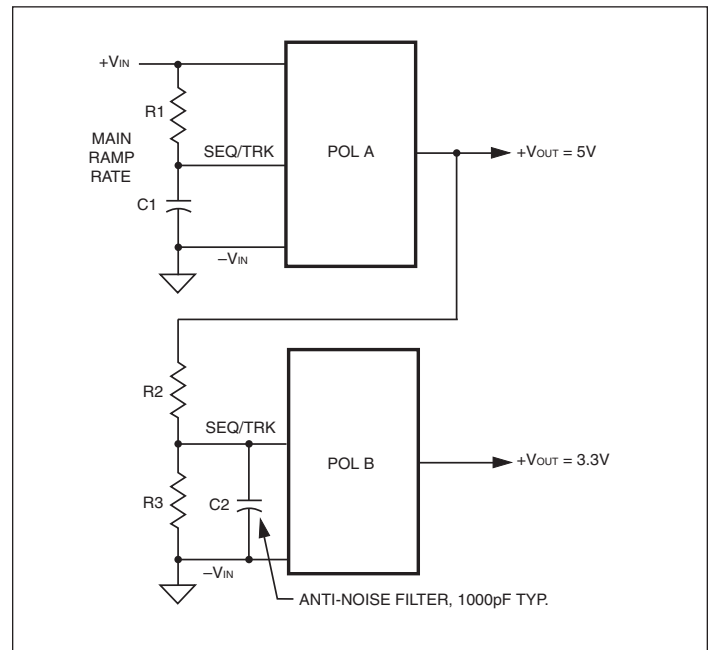 +VIN
R1
MAIN
RAMP
RATE
SEQ/TRK
POL A
+VOUT = 5V
C1
–VIN
R2
SEQ/TRK
POL B
+VOUT = 3.3V
R3
C2
–VIN
ANTI-NOISE FILTER, 1000pF TYP.